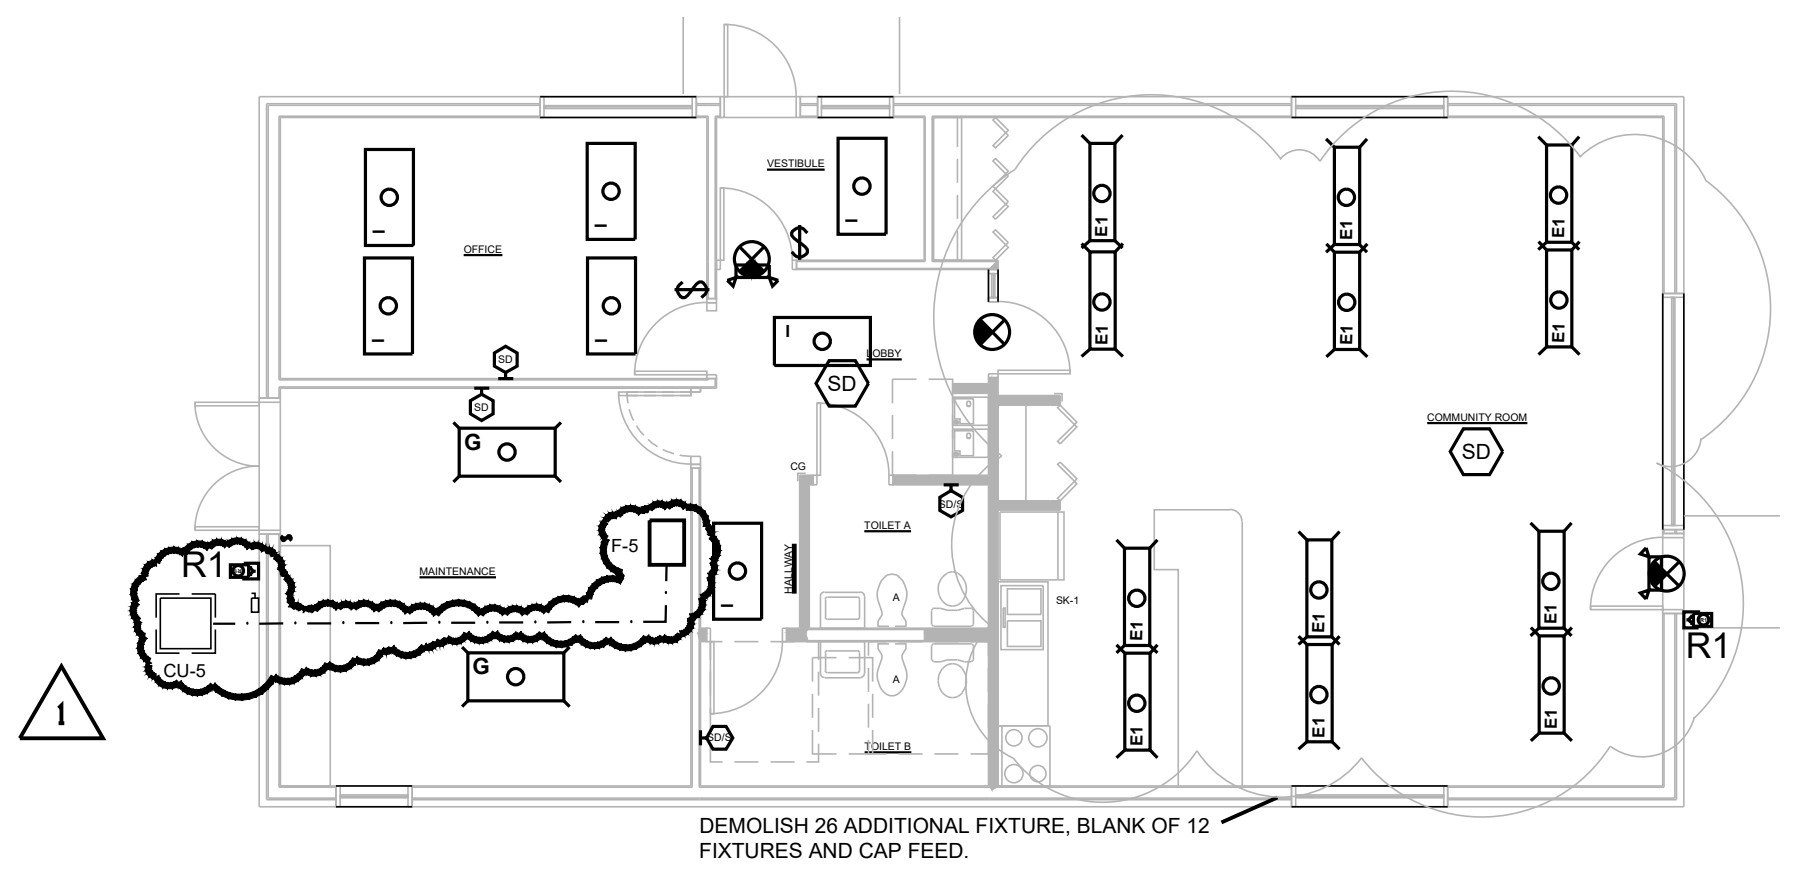 VESTIBULE
OFFICE
E1
E1
E1
E1
E1
E1
I
LOBBY
SD
SD
SD
G
COMMUNITY ROOM
SD
CG
SD/S
TOILET A
F-5
R1
MAINTENANCE
HALLWAY
A
SK-1
E1
E1
E1
R1
CU-5
G
A
E1
E1
E1
1
SD/S
TOILET B
DEMOLISH 26 ADDITIONAL FIXTURE, BLANK OF 12
FIXTURES AND CAP FEED.